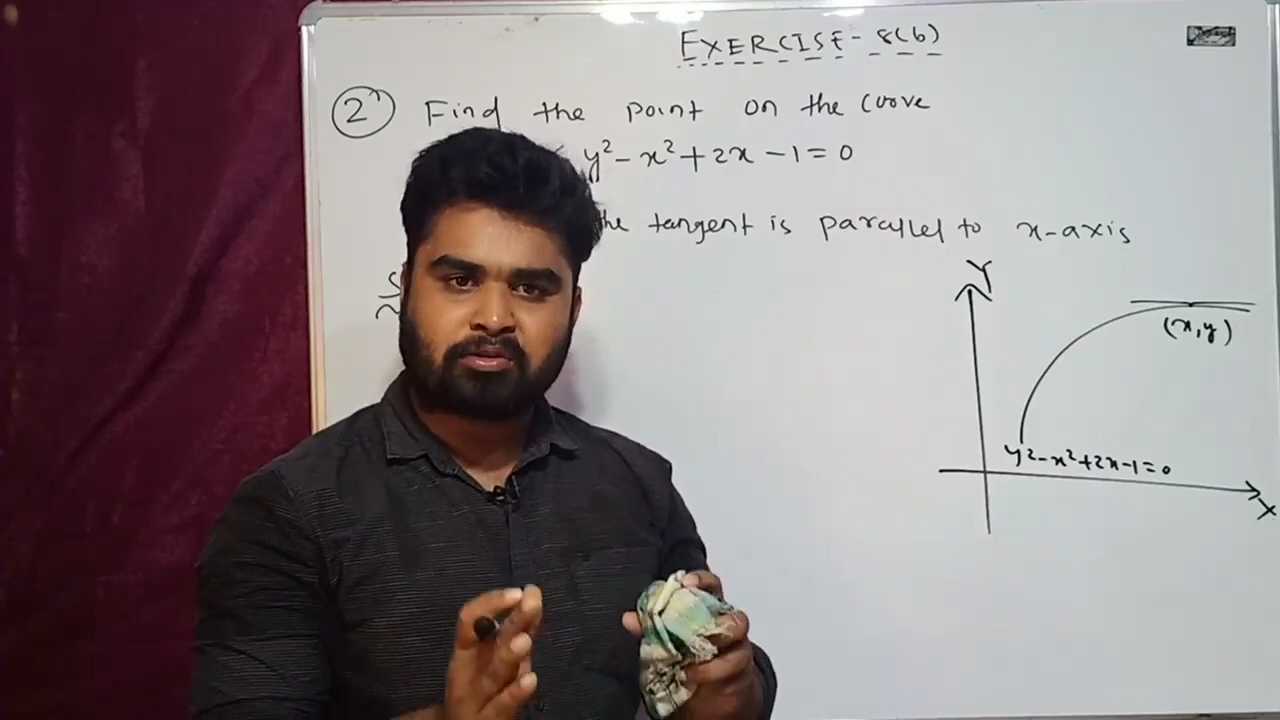 EXERCISE - 8(b)
2) Find the point on the curve
y² - x² + 2x - 1 = 0
the tangent is parallel to x-axis
S
Y
(x, y)
y² - x² + 2x - 1 = 0
X